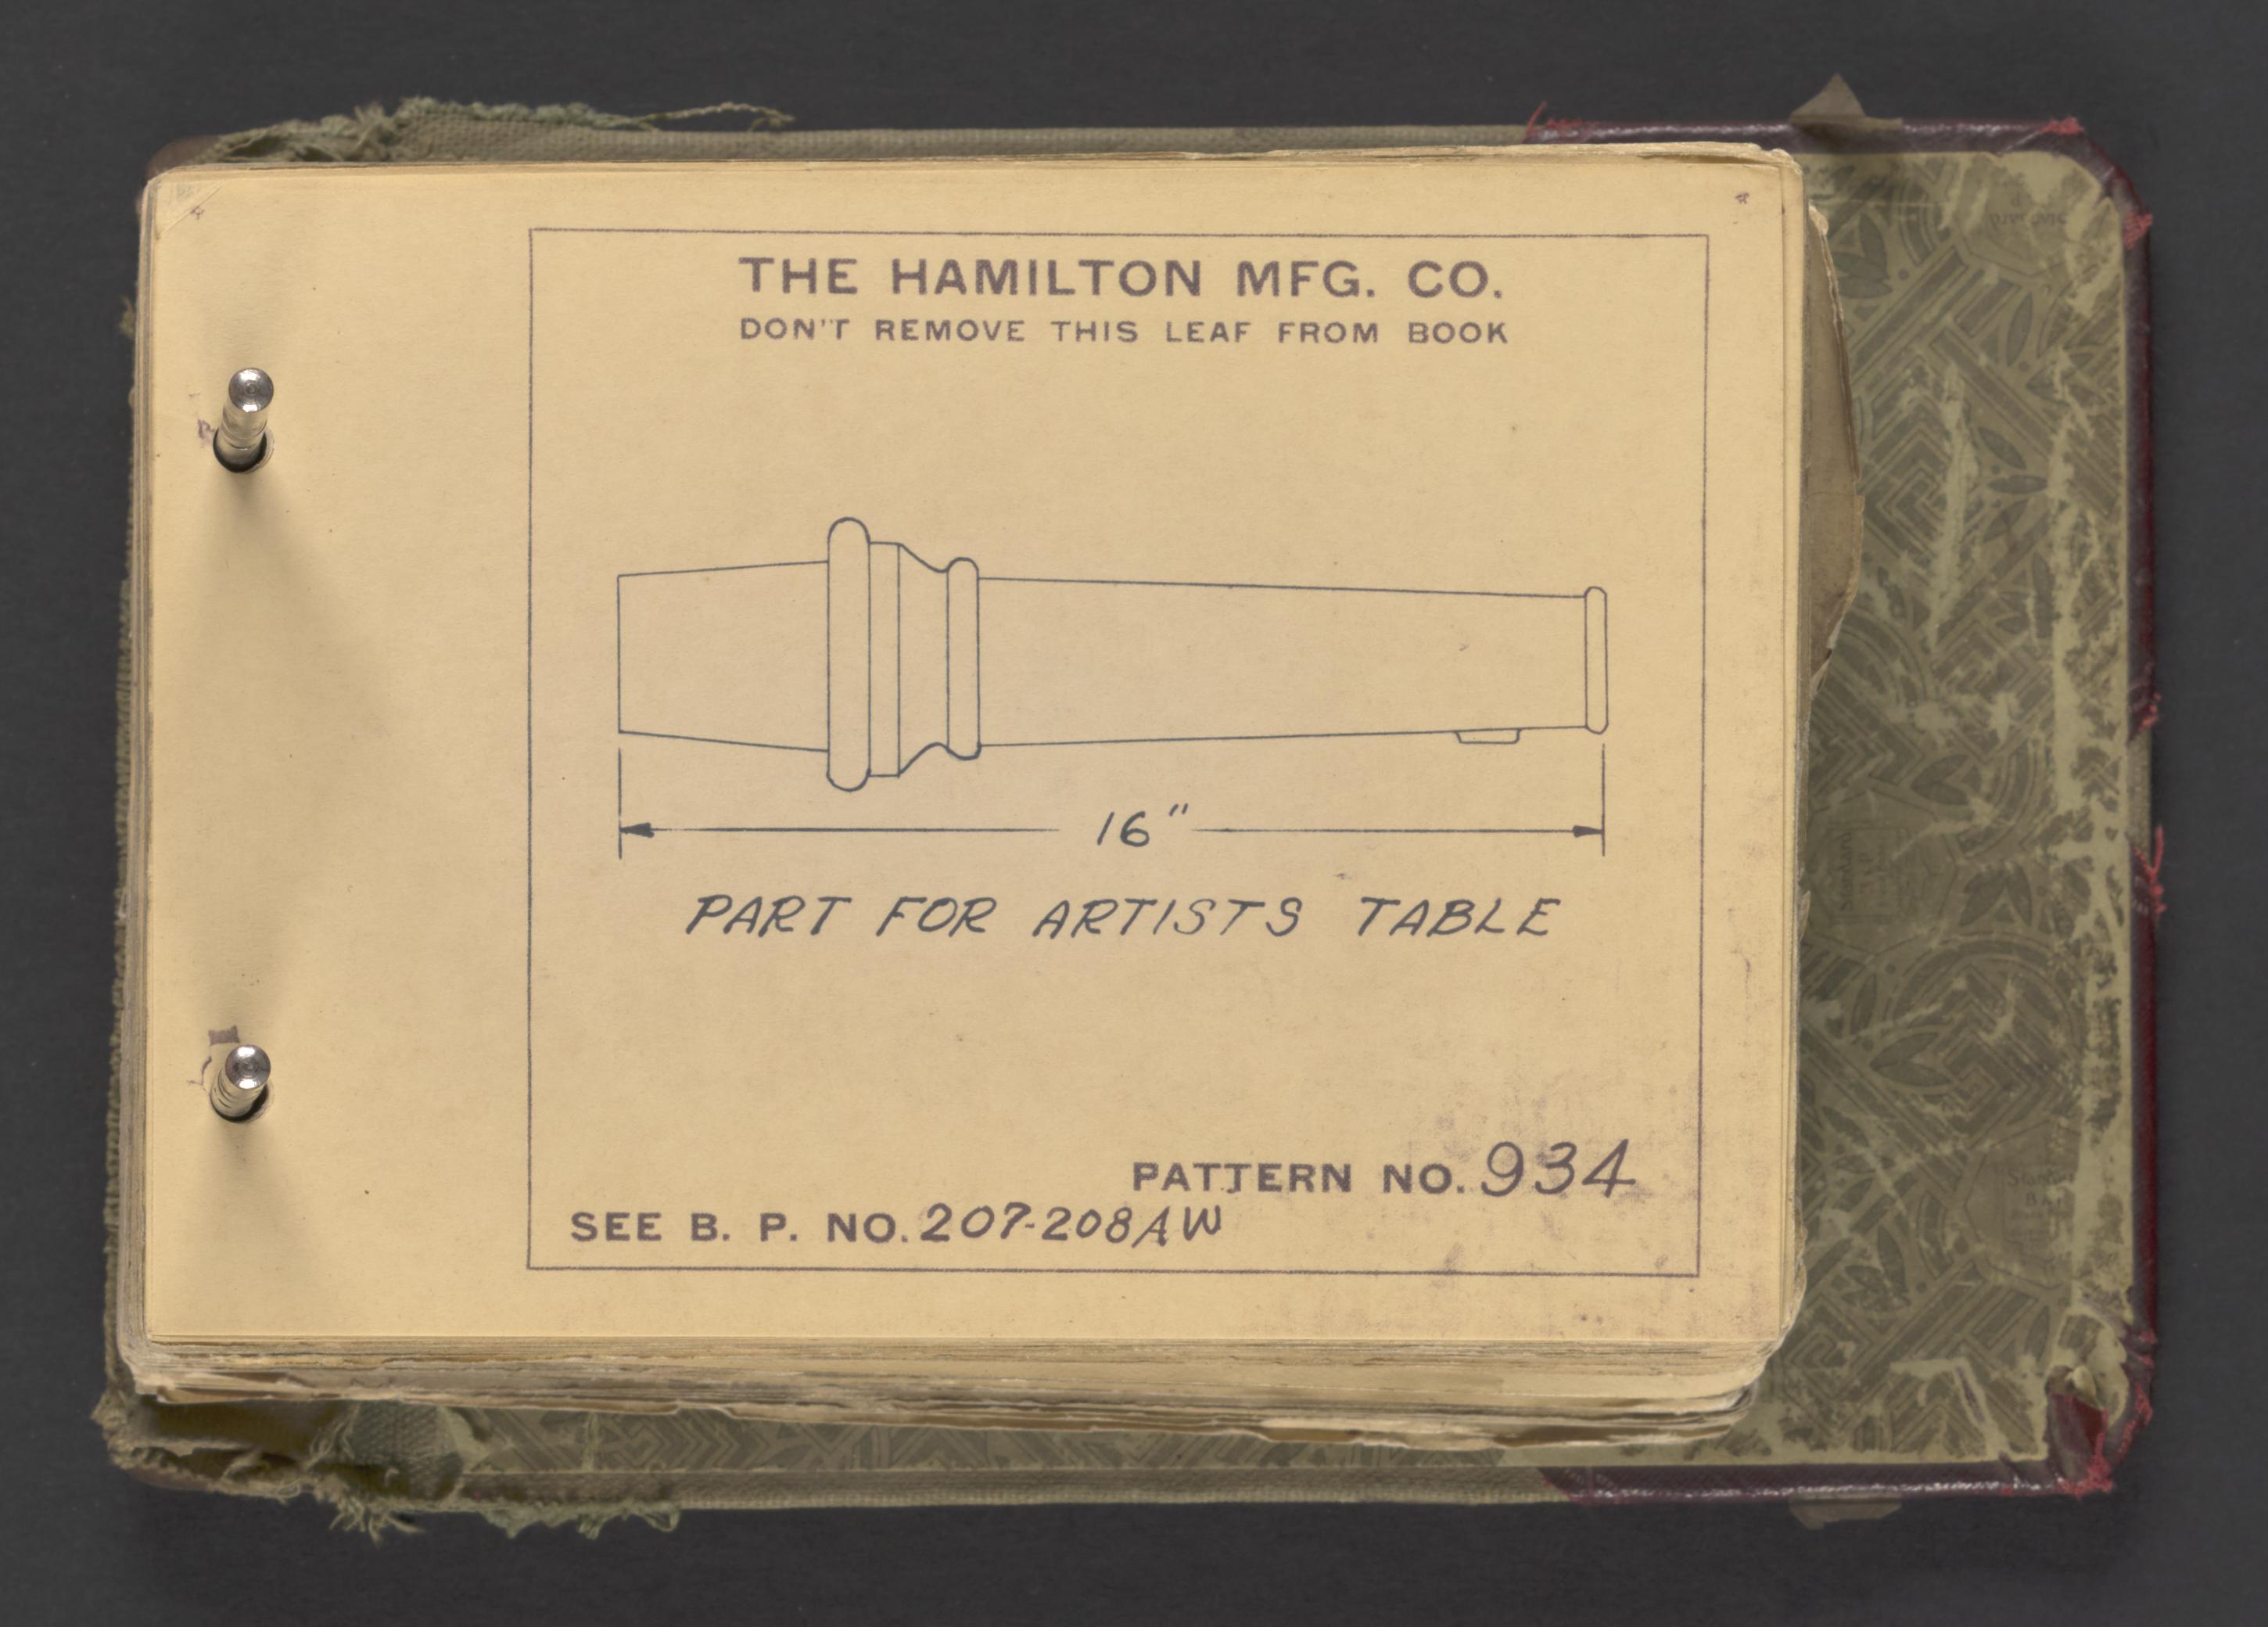 THE HAMILTON MFG. CO.
DON'T REMOVE THIS LEAF FROM BOOK
16"
PART FOR ARTISTS TABLE
PATTERN NO. 934
SEE B. P. NO. 207-208AW